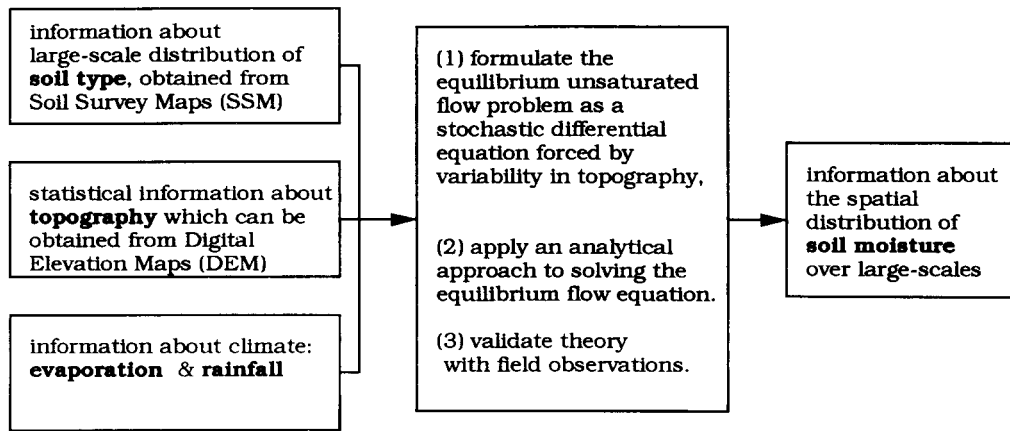 information about
large-scale distribution of
soil type, obtained from
Soil Survey Maps (SSM)
statistical information about
topography which can be
obtained from Digital
Elevation Maps (DEM)
information about climate:
evaporation & rainfall
(1) formulate the
equilibrium unsaturated
flow problem as a
stochastic differential
equation forced by
variability in topography,
(2) apply an analytical
approach to solving the
equilibrium flow equation.
(3) validate theory
with field observations.
information about
the spatial
distribution of
soil moisture
over large-scales